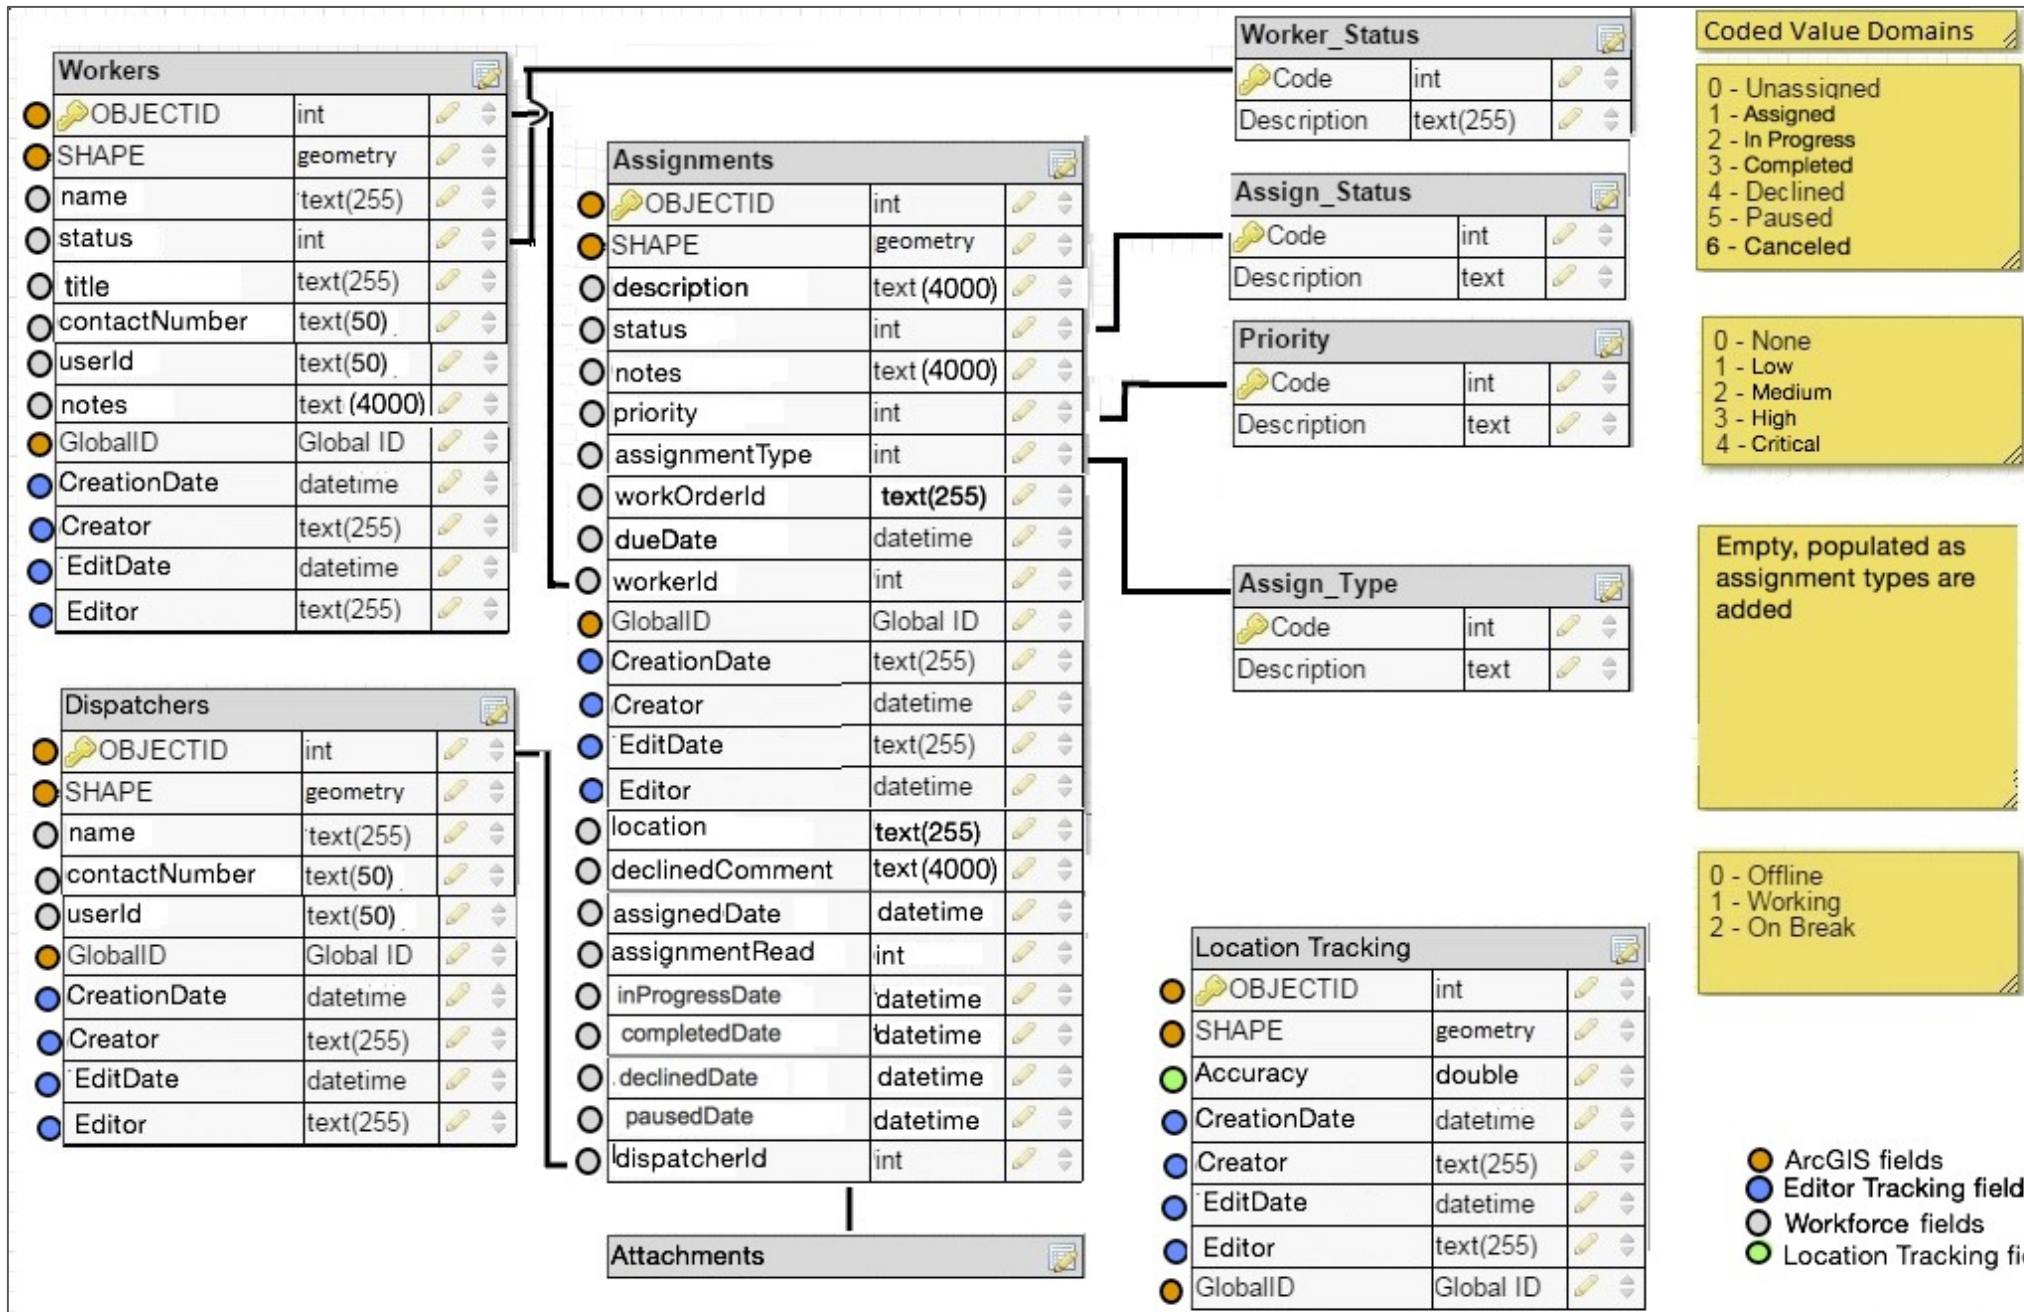 Workers
OBJECTID int
SHAPE geometry
name text(255)
status int
title text(255)
contactNumber text(50)
userId text(50)
notes text (4000)
GlobalID Global ID
CreationDate datetime
Creator text(255)
EditDate datetime
Editor text(255)
Dispatchers
OBJECTID int
SHAPE geometry
name text(255)
contactNumber text(50)
userId text(50)
GlobalID Global ID
CreationDate datetime
Creator text(255)
EditDate datetime
Editor text(255)
Assignments
OBJECTID int
SHAPE geometry
description text (4000)
status int
notes text (4000)
priority int
assignmentType int
workOrderId text(255)
dueDate datetime
workerId int
GlobalID Global ID
CreationDate text(255)
Creator datetime
EditDate text(255)
Editor datetime
location text(255)
declinedComment text(4000)
assignedDate datetime
assignmentRead int
inProgressDate datetime
completedDate datetime
declinedDate datetime
pausedDate datetime
dispatcherId int
Attachments
Worker_Status
Code int
Description text(255)
Assign_Status
Code int
Description text
Priority
Code int
Description text
Assign_Type
Code int
Description text
Location Tracking
OBJECTID int
SHAPE geometry
Accuracy double
CreationDate datetime
Creator text(255)
EditDate datetime
Editor text(255)
GlobalID Global ID
Coded Value Domains
0 - Unassigned
1 - Assigned
2 - In Progress
3 - Completed
4 - Declined
5 - Paused
6 - Canceled
0 - None
1 - Low
2 - Medium
3 - High
4 - Critical
Empty, populated as
assignment types are
added
0 - Offline
1 - Working
2 - On Break
ArcGIS fields
Editor Tracking field
Workforce fields
Location Tracking fi